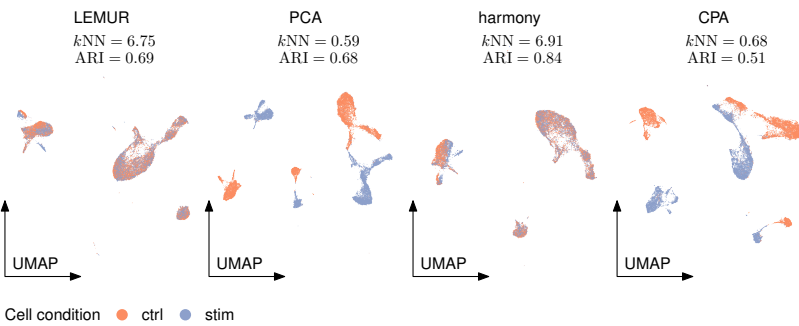 LEMUR
kNN = 6.75
ARI = 0.69
PCA
kNN = 0.59
ARI = 0.68
harmony
kNN = 6.91
ARI = 0.84
CPA
kNN = 0.68
ARI = 0.51
UMAP
UMAP
UMAP
UMAP
Cell condition ctrl stim